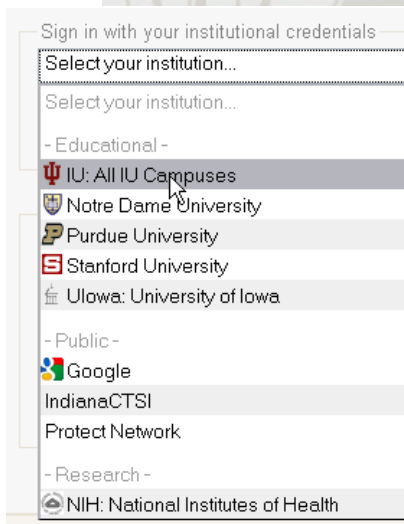 Sign in with your institutional credentials
Select your institution...
Select your institution...
- Educational -
IU: All IU Campuses
Notre Dame University
Purdue University
Stanford University
UIowa: University of Iowa
- Public -
Google
IndianaCTSI
Protect Network
- Research -
NIH: National Institutes of Health